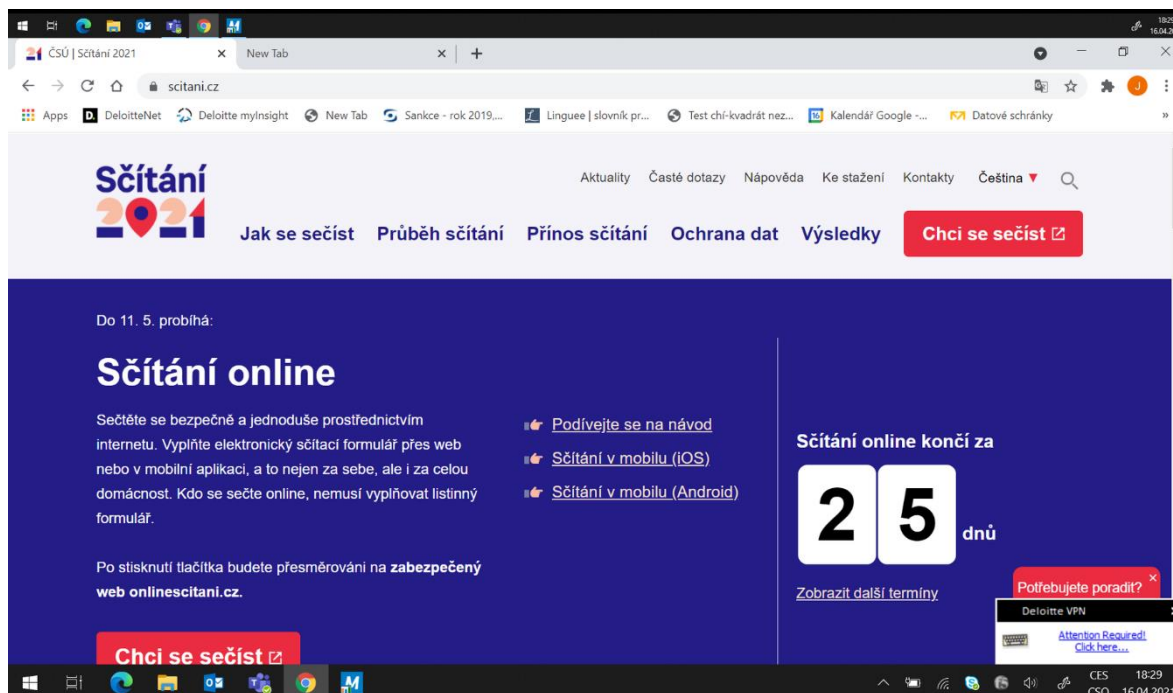 18:29
ČSÚ | Sčítání 2021
New Tab
scitani.cz
Apps
D. DeloitteNet
Deloitte myInsight
New Tab
Sankce - rok 2019,...
Linguee | slovník pr...
Test chí-kvadrát nez...
Kalendář Google -...
Datové schránky
»
Sčítání
2021
Aktuality
Časté dotazy
Nápověda
Ke stažení
Kontakty
Čeština
Jak se sečíst
Průběh sčítání
Přínos sčítání
Ochrana dat
Výsledky
Chci se sečíst
Do 11. 5. probíhá:
Sčítání online
Sečtěte se bezpečně a jednoduše prostřednictvím
internetu. Vyplňte elektronický sčítací formulář přes web
nebo v mobilní aplikaci, a to nejen za sebe, ale i za celou
domácnost. Kdo se sečte online, nemusí vyplňovat listinný
formulář.
Po stisknutí tlačítka budete přesměrováni na zabezpečený
web onlinescitani.cz.
Chci se sečíst
Podívejte se na návod
Sčítání v mobilu (iOS)
Sčítání v mobilu (Android)
Sčítání online končí za
25 dnů
Zobrazit další termíny
Potřebujete poradit?
Deloitte VPN
Attention Required!
Click here...
CES
18:29